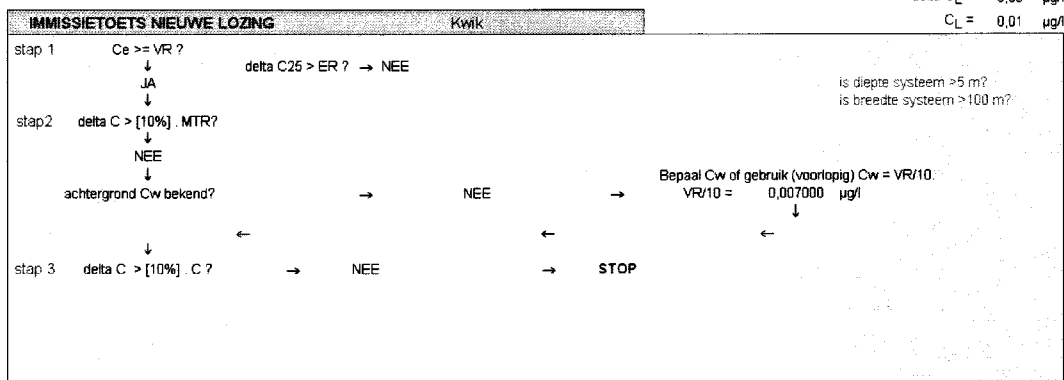 IMMISSIETOETS NIEUWE LOZING Kwik
C_L = 0,01 µg/l
stap 1 Ce >= VR ?
↓ delta C25 > ER ? → NEE
JA
↓
is diepte systeem >5 m?
is breedte systeem >100 m?
stap2 delta C > [10%] . MTR?
↓
NEE
↓
Bepaal Cw of gebruik (voorlopig) Cw = VR/10.
achtergrond Cw bekend? → NEE → VR/10 = 0,007000 µg/l
↓
← ← ←
↓
stap 3 delta C > [10%] . C ? → NEE → STOP